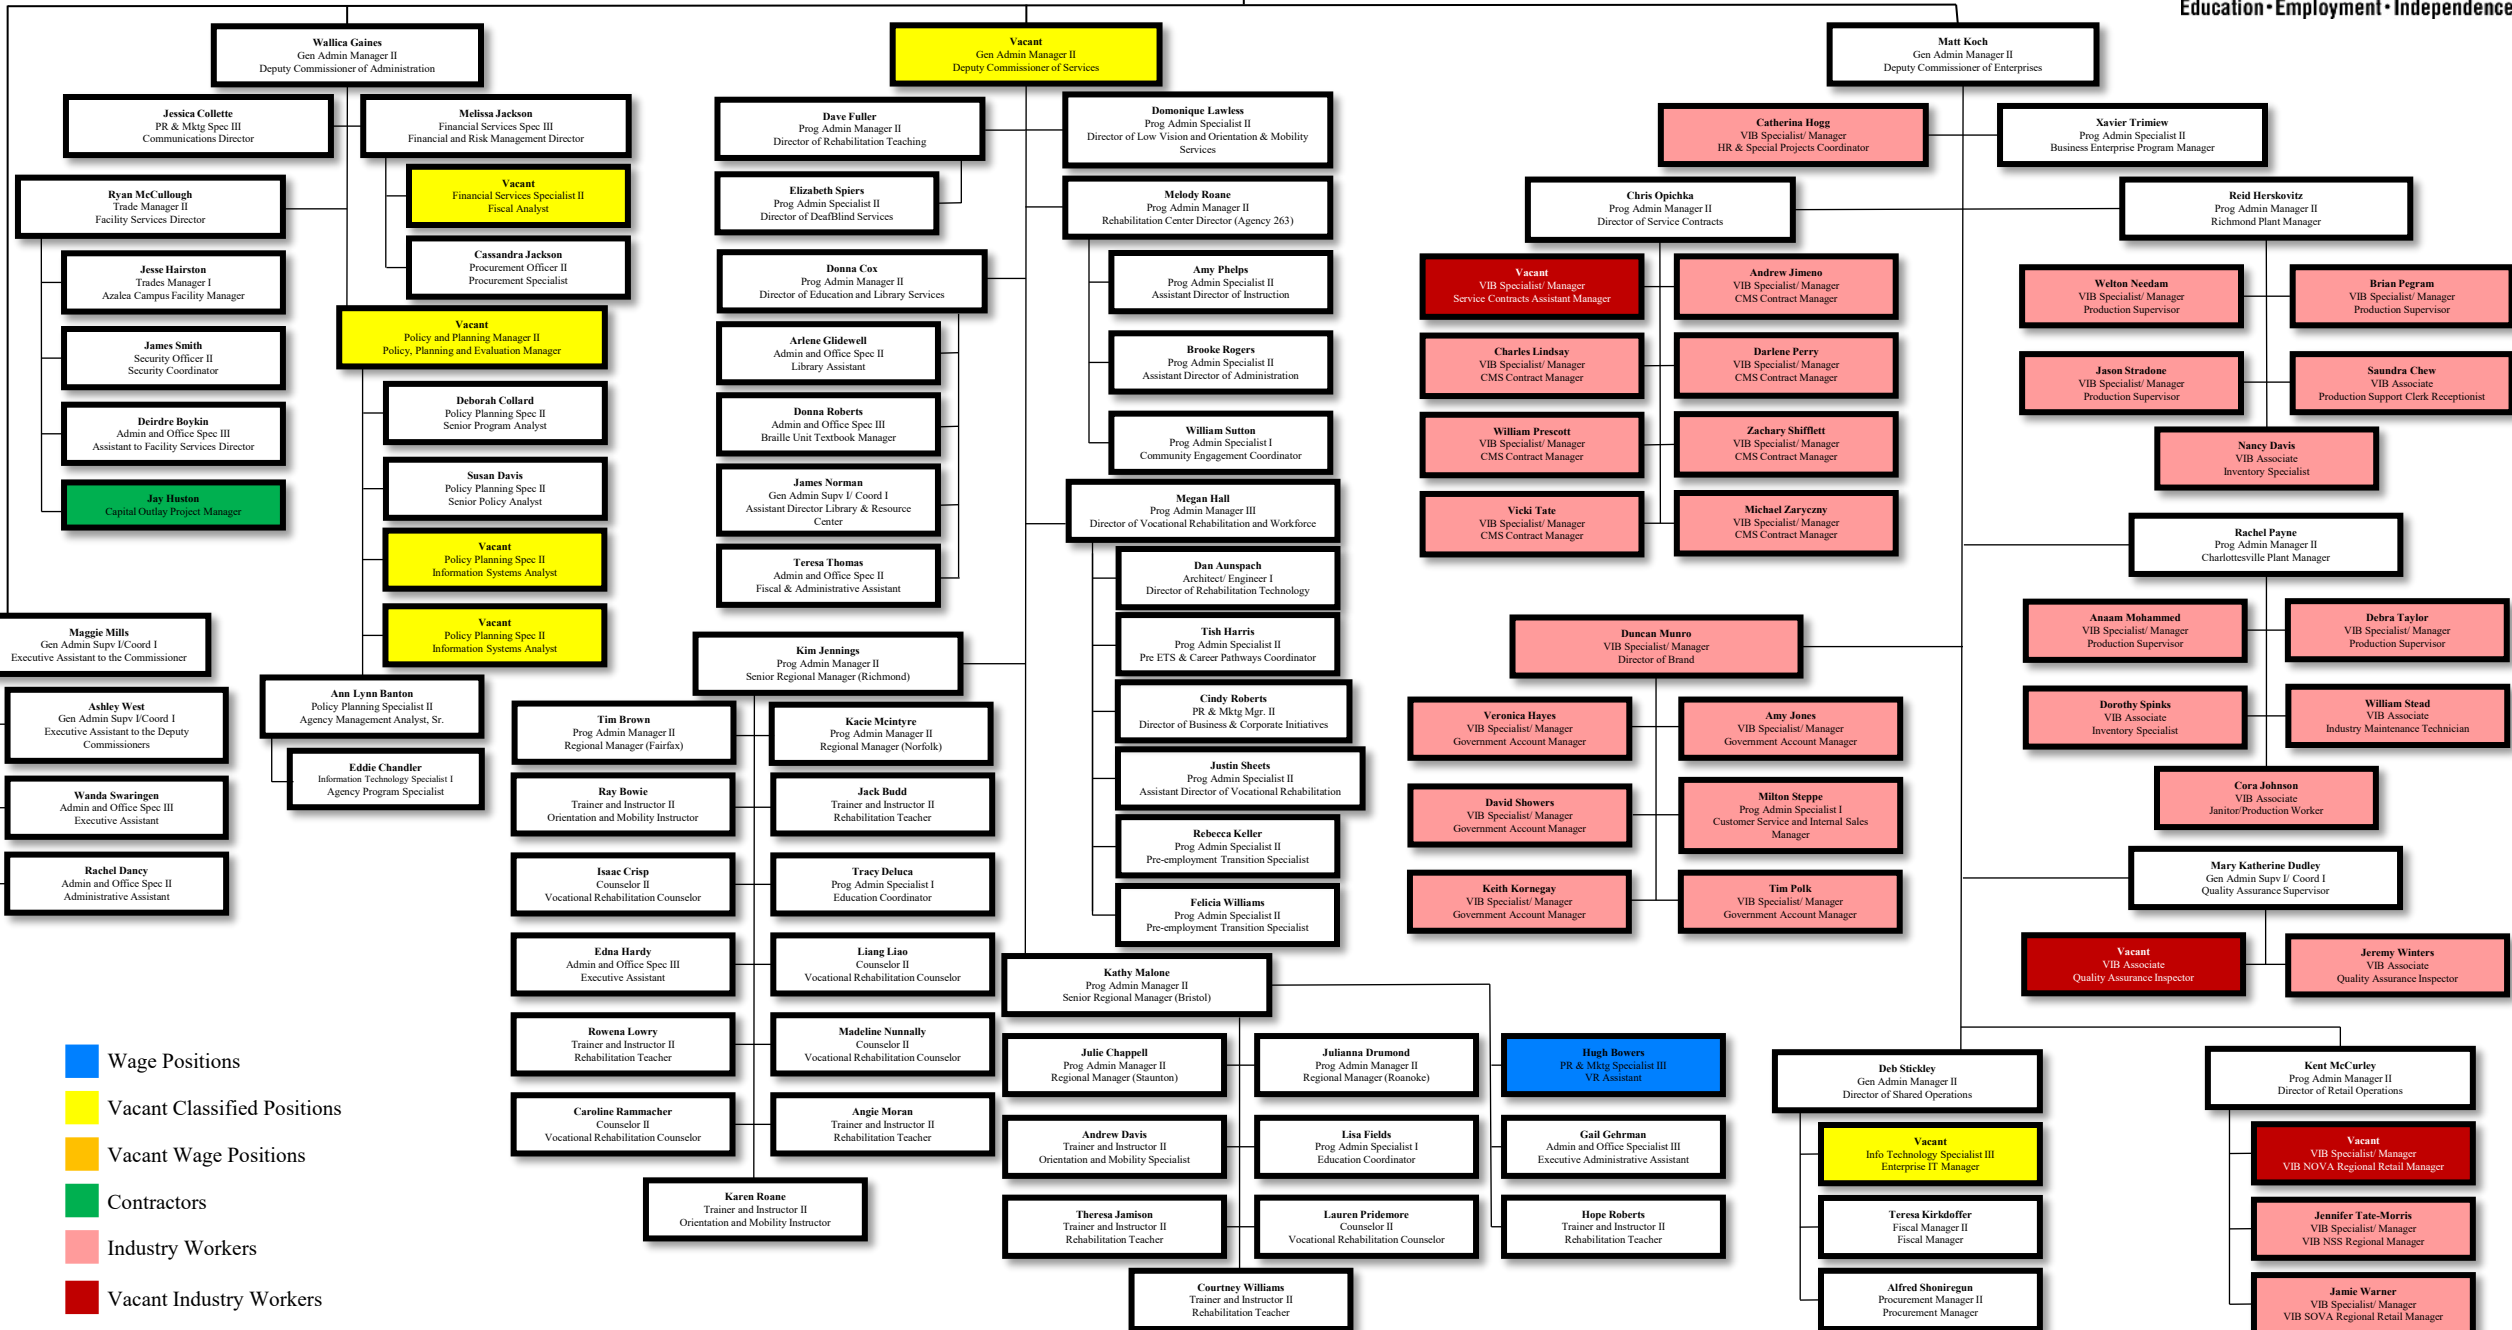 Education · Employment · Independence
Wallica Gaines
Gen Admin Manager II
Deputy Commissioner of Administration
Jessica Collette
PR & Mktg Spec III
Communications Director
Melissa Jackson
Financial Services Spec III
Financial and Risk Management Director
Vacant
Financial Services Specialist II
Fiscal Analyst
Cassandra Jackson
Procurement Officer II
Procurement Specialist
Ryan McCullough
Trade Manager II
Facility Services Director
Jesse Hairston
Trades Manager I
Azalea Campus Facility Manager
James Smith
Security Officer II
Security Coordinator
Deirdre Boykin
Admin and Office Spec III
Assistant to Facility Services Director
Jay Huston
Capital Outlay Project Manager
Vacant
Policy and Planning Manager II
Policy, Planning and Evaluation Manager
Deborah Collard
Policy Planning Spec II
Senior Program Analyst
Susan Davis
Policy Planning Spec II
Senior Policy Analyst
Vacant
Policy Planning Spec II
Information Systems Analyst
Vacant
Policy Planning Spec II
Information Systems Analyst
Ann Lynn Banton
Policy Planning Specialist II
Agency Management Analyst, Sr.
Eddie Chandler
Information Technology Specialist I
Agency Program Specialist
Maggie Mills
Gen Admin Supv I/Coord I
Executive Assistant to the Commissioner
Ashley West
Gen Admin Supv I/Coord I
Executive Assistant to the Deputy
Commissioners
Wanda Swaringen
Admin and Office Spec III
Executive Assistant
Rachel Dancy
Admin and Office Spec II
Administrative Assistant
Vacant
Gen Admin Manager II
Deputy Commissioner of Services
Dave Fuller
Prog Admin Manager II
Director of Rehabilitation Teaching
Elizabeth Spiers
Prog Admin Specialist II
Director of DeafBlind Services
Domonique Lawless
Prog Admin Specialist II
Director of Low Vision and Orientation & Mobility
Services
Melody Roane
Prog Admin Manager II
Rehabilitation Center Director (Agency 263)
Amy Phelps
Prog Admin Specialist II
Assistant Director of Instruction
Brooke Rogers
Prog Admin Specialist II
Assistant Director of Administration
William Sutton
Prog Admin Specialist I
Community Engagement Coordinator
Donna Cox
Prog Admin Manager II
Director of Education and Library Services
Arlene Glidewell
Admin and Office Spec II
Library Assistant
Donna Roberts
Admin and Office Spec III
Braille Unit Textbook Manager
James Norman
Gen Admin Supv I/ Coord I
Assistant Director Library & Resource
Center
Teresa Thomas
Admin and Office Spec II
Fiscal & Administrative Assistant
Megan Hall
Prog Admin Manager III
Director of Vocational Rehabilitation and Workforce
Dan Aunspach
Architect/ Engineer I
Director of Rehabilitation Technology
Tish Harris
Prog Admin Specialist II
Pre ETS & Career Pathways Coordinator
Cindy Roberts
PR & Mktg Mgr. II
Director of Business & Corporate Initiatives
Justin Sheets
Prog Admin Specialist II
Assistant Director of Vocational Rehabilitation
Rebecca Keller
Prog Admin Specialist II
Pre-employment Transition Specialist
Felicia Williams
Prog Admin Specialist II
Pre-employment Transition Specialist
Kim Jennings
Prog Admin Manager II
Senior Regional Manager (Richmond)
Tim Brown
Prog Admin Manager II
Regional Manager (Fairfax)
Kacie Mcintyre
Prog Admin Manager II
Regional Manager (Norfolk)
Ray Bowie
Trainer and Instructor II
Orientation and Mobility Instructor
Jack Budd
Trainer and Instructor II
Rehabilitation Teacher
Isaac Crisp
Counselor II
Vocational Rehabilitation Counselor
Tracy Deluca
Prog Admin Specialist I
Education Coordinator
Edna Hardy
Admin and Office Spec III
Executive Assistant
Liang Liao
Counselor II
Vocational Rehabilitation Counselor
Rowena Lowry
Trainer and Instructor II
Rehabilitation Teacher
Madeline Nunnally
Counselor II
Vocational Rehabilitation Counselor
Caroline Rammacher
Counselor II
Vocational Rehabilitation Counselor
Angie Moran
Trainer and Instructor II
Rehabilitation Teacher
Karen Roane
Trainer and Instructor II
Orientation and Mobility Instructor
Kathy Malone
Prog Admin Manager II
Senior Regional Manager (Bristol)
Julie Chappell
Prog Admin Manager II
Regional Manager (Staunton)
Julianna Drumond
Prog Admin Manager II
Regional Manager (Roanoke)
Hugh Bowers
PR & Mktg Specialist III
VR Assistant
Andrew Davis
Trainer and Instructor II
Orientation and Mobility Specialist
Lisa Fields
Prog Admin Specialist I
Education Coordinator
Gail Gehrman
Admin and Office Specialist III
Executive Administrative Assistant
Theresa Jamison
Trainer and Instructor II
Rehabilitation Teacher
Lauren Pridemore
Counselor II
Vocational Rehabilitation Counselor
Hope Roberts
Trainer and Instructor II
Rehabilitation Teacher
Courtney Williams
Trainer and Instructor II
Rehabilitation Teacher
Matt Koch
Gen Admin Manager II
Deputy Commissioner of Enterprises
Catherina Hogg
VIB Specialist/ Manager
HR & Special Projects Coordinator
Xavier Trimiew
Prog Admin Specialist II
Business Enterprise Program Manager
Chris Opichka
Prog Admin Manager II
Director of Service Contracts
Reid Herskovitz
Prog Admin Manager II
Richmond Plant Manager
Vacant
VIB Specialist/ Manager
Service Contracts Assistant Manager
Andrew Jimeno
VIB Specialist/ Manager
CMS Contract Manager
Charles Lindsay
VIB Specialist/ Manager
CMS Contract Manager
Darlene Perry
VIB Specialist/ Manager
CMS Contract Manager
William Prescott
VIB Specialist/ Manager
CMS Contract Manager
Zachary Shifflett
VIB Specialist/ Manager
CMS Contract Manager
Vicki Tate
VIB Specialist/ Manager
CMS Contract Manager
Michael Zaryczny
VIB Specialist/ Manager
CMS Contract Manager
Welton Needam
VIB Specialist/ Manager
Production Supervisor
Brian Pegram
VIB Specialist/ Manager
Production Supervisor
Jason Stradone
VIB Specialist/ Manager
Production Supervisor
Saundra Chew
VIB Associate
Production Support Clerk Receptionist
Nancy Davis
VIB Associate
Inventory Specialist
Rachel Payne
Prog Admin Manager II
Charlottesville Plant Manager
Anaam Mohammed
VIB Specialist/ Manager
Production Supervisor
Debra Taylor
VIB Specialist/ Manager
Production Supervisor
Dorothy Spinks
VIB Associate
Inventory Specialist
William Stead
VIB Associate
Industry Maintenance Technician
Cora Johnson
VIB Associate
Janitor/Production Worker
Duncan Munro
VIB Specialist/ Manager
Director of Brand
Veronica Hayes
VIB Specialist/ Manager
Government Account Manager
Amy Jones
VIB Specialist/ Manager
Government Account Manager
David Showers
VIB Specialist/ Manager
Government Account Manager
Milton Steppe
Prog Admin Specialist I
Customer Service and Internal Sales
Manager
Keith Kornegay
VIB Specialist/ Manager
Government Account Manager
Tim Polk
VIB Specialist/ Manager
Government Account Manager
Mary Katherine Dudley
Gen Admin Supv I/ Coord I
Quality Assurance Supervisor
Vacant
VIB Associate
Quality Assurance Inspector
Jeremy Winters
VIB Associate
Quality Assurance Inspector
Deb Stickley
Gen Admin Manager II
Director of Shared Operations
Vacant
Info Technology Specialist III
Enterprise IT Manager
Teresa Kirkdoffer
Fiscal Manager II
Fiscal Manager
Alfred Shoniregun
Procurement Manager II
Procurement Manager
Kent McCurley
Prog Admin Manager II
Director of Retail Operations
Vacant
VIB Specialist/ Manager
VIB NOVA Regional Retail Manager
Jennifer Tate-Morris
VIB Specialist/ Manager
VIB NSS Regional Manager
Jamie Warner
VIB Specialist/ Manager
VIB SOVA Regional Retail Manager
Wage Positions
Vacant Classified Positions
Vacant Wage Positions
Contractors
Industry Workers
Vacant Industry Workers